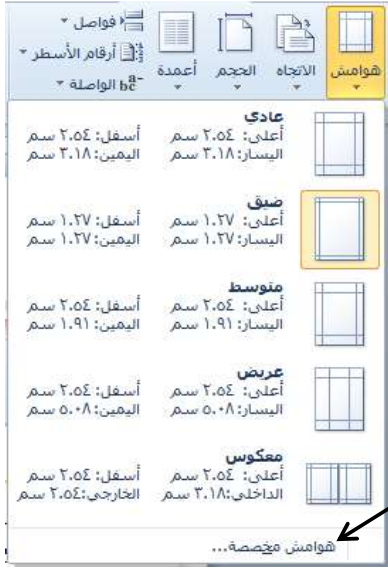 هوامش
الاتجاه
الحجم
أعمدة
فواصل
أرقام الأسطر
الواصلة
عادي
أعلى: ٢.٥٤ سم أسفل: ٢.٥٤ سم
اليسار: ٣.١٨ سم اليمين: ٣.١٨ سم
ضيق
أعلى: ١.٢٧ سم أسفل: ١.٢٧ سم
اليسار: ١.٢٧ سم اليمين: ١.٢٧ سم
متوسط
أعلى: ٢.٥٤ سم أسفل: ٢.٥٤ سم
اليسار: ١.٩١ سم اليمين: ١.٩١ سم
عريض
أعلى: ٢.٥٤ سم أسفل: ٢.٥٤ سم
اليسار: ٥.٠٨ سم اليمين: ٥.٠٨ سم
معكوس
أعلى: ٢.٥٤ سم أسفل: ٢.٥٤ سم
الداخلي: ٣.١٨ سم الخارجي: ٢.٥٤ سم
هوامش مخصصة...